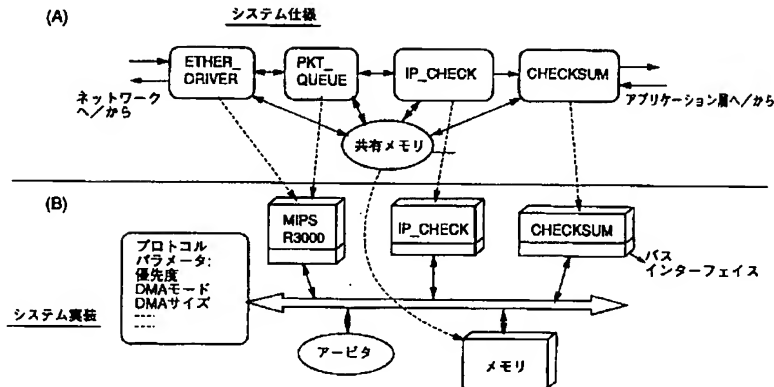 (A)
システム仕様
ETHER_
DRIVER
PKT_
QUEUE
IP_CHECK
CHECKSUM
ネットワーク
へ/から
アプリケーション層へ/から
共有メモリ
(B)
MIPS
R3000
IP_CHECK
CHECKSUM
バス
インターフェイス
プロトコル
パラメータ:
優先度
DMAモード
DMAサイズ
システム実装
アービタ
メモリ